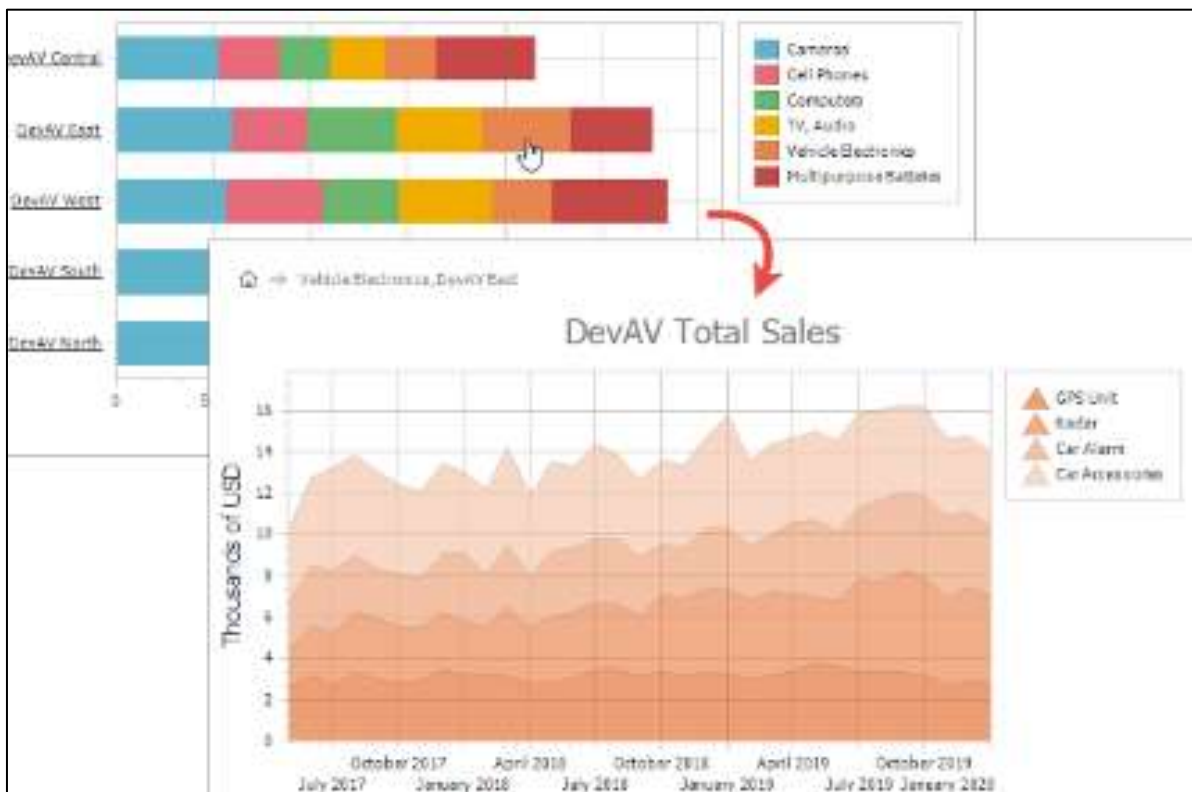 DevAV Central
Cameras
Cell Phones
Computers
TV, Audio
Vehicle Electronics
Multipurpose Batteries
DevAV East
DevAV West
DevAV South
DevAV North
0
Vehicle Electronics, DevAV East
DevAV Total Sales
Thousands of USD
16
14
12
10
8
6
4
2
0
GPS Unit
Radar
Car Alarm
Car Accessories
October 2017 April 2018 October 2018 April 2019 October 2019
July 2017 January 2018 July 2018 January 2019 July 2019 January 2020